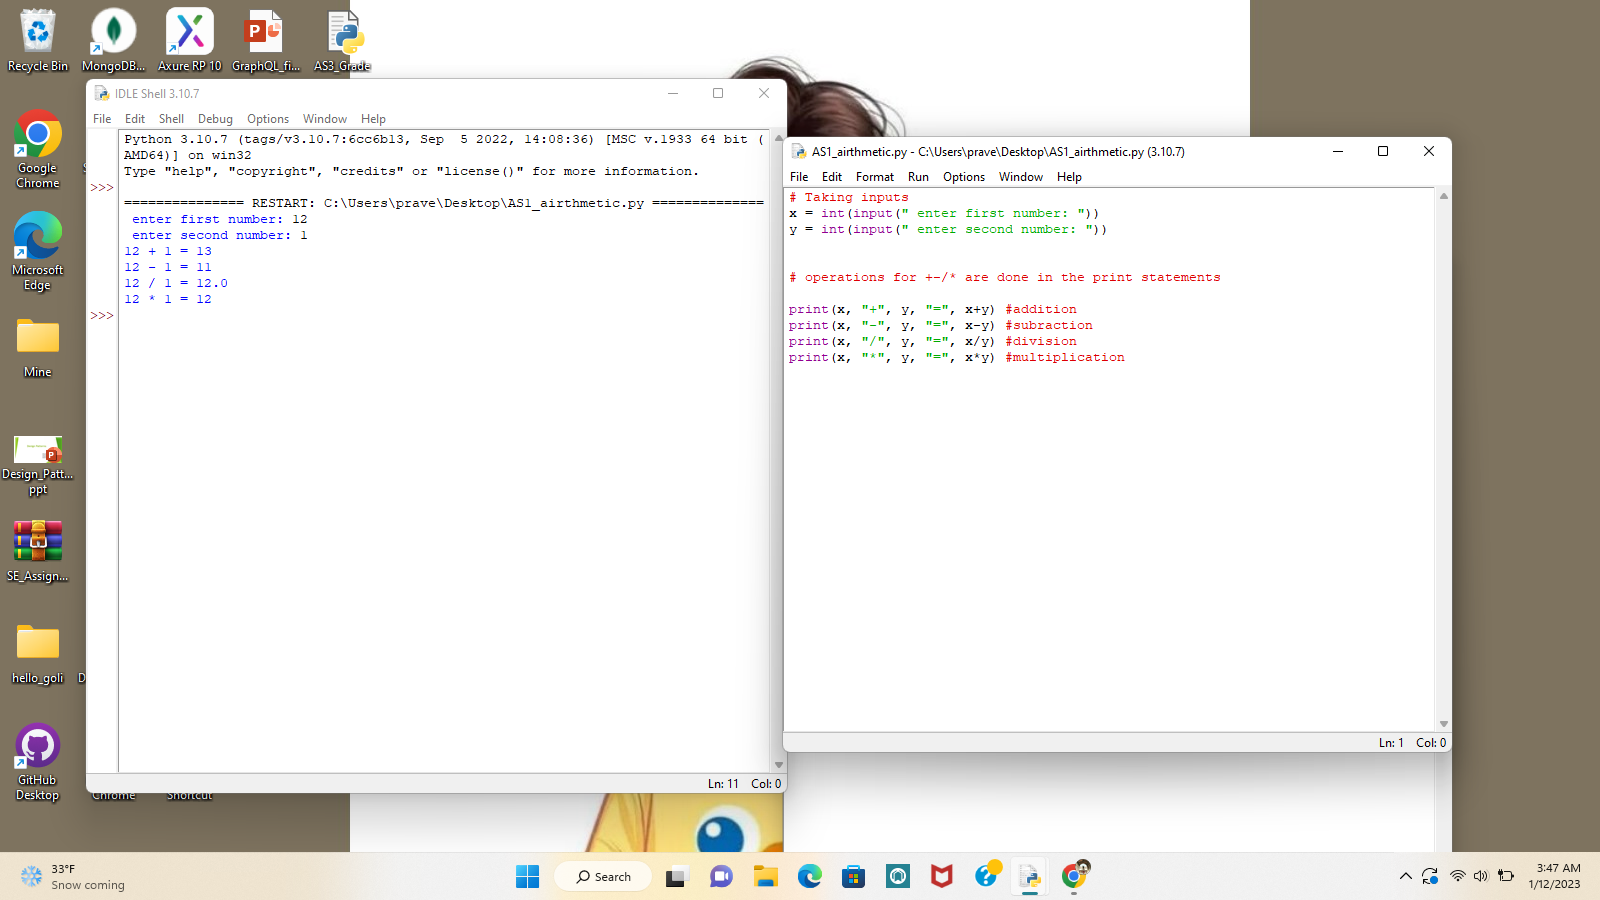 Recycle Bin
MongoDB...
Axure RP 10
GraphQL_fi...
AS3_Grade
Google
Chrome
Microsoft
Edge
Mine
Design_Patt...
ppt
SE_Assign...
hello_goli
D
GitHub
Desktop
Chrome
Shortcut
IDLE Shell 3.10.7
File Edit Shell Debug Options Window Help
Python 3.10.7 (tags/v3.10.7:6cc6b13, Sep  5 2022, 14:08:36) [MSC v.1933 64 bit (
AMD64)] on win32
Type "help", "copyright", "credits" or "license()" for more information.
>>>
=============== RESTART: C:\Users\prave\Desktop\AS1_airthmetic.py ==============
 enter first number: 12
 enter second number: 1
12 + 1 = 13
12 - 1 = 11
12 / 1 = 12.0
12 * 1 = 12
>>>
Ln: 11 Col: 0
AS1_airthmetic.py - C:\Users\prave\Desktop\AS1_airthmetic.py (3.10.7)
File Edit Format Run Options Window Help
# Taking inputs
x = int(input(" enter first number: "))
y = int(input(" enter second number: "))
# operations for +-/* are done in the print statements
print(x, "+", y, "=", x+y) #addition
print(x, "-", y, "=", x-y) #subraction
print(x, "/", y, "=", x/y) #division
print(x, "*", y, "=", x*y) #multiplication
Ln: 1 Col: 0
33°F
Snow coming
Search
3:47 AM
1/12/2023